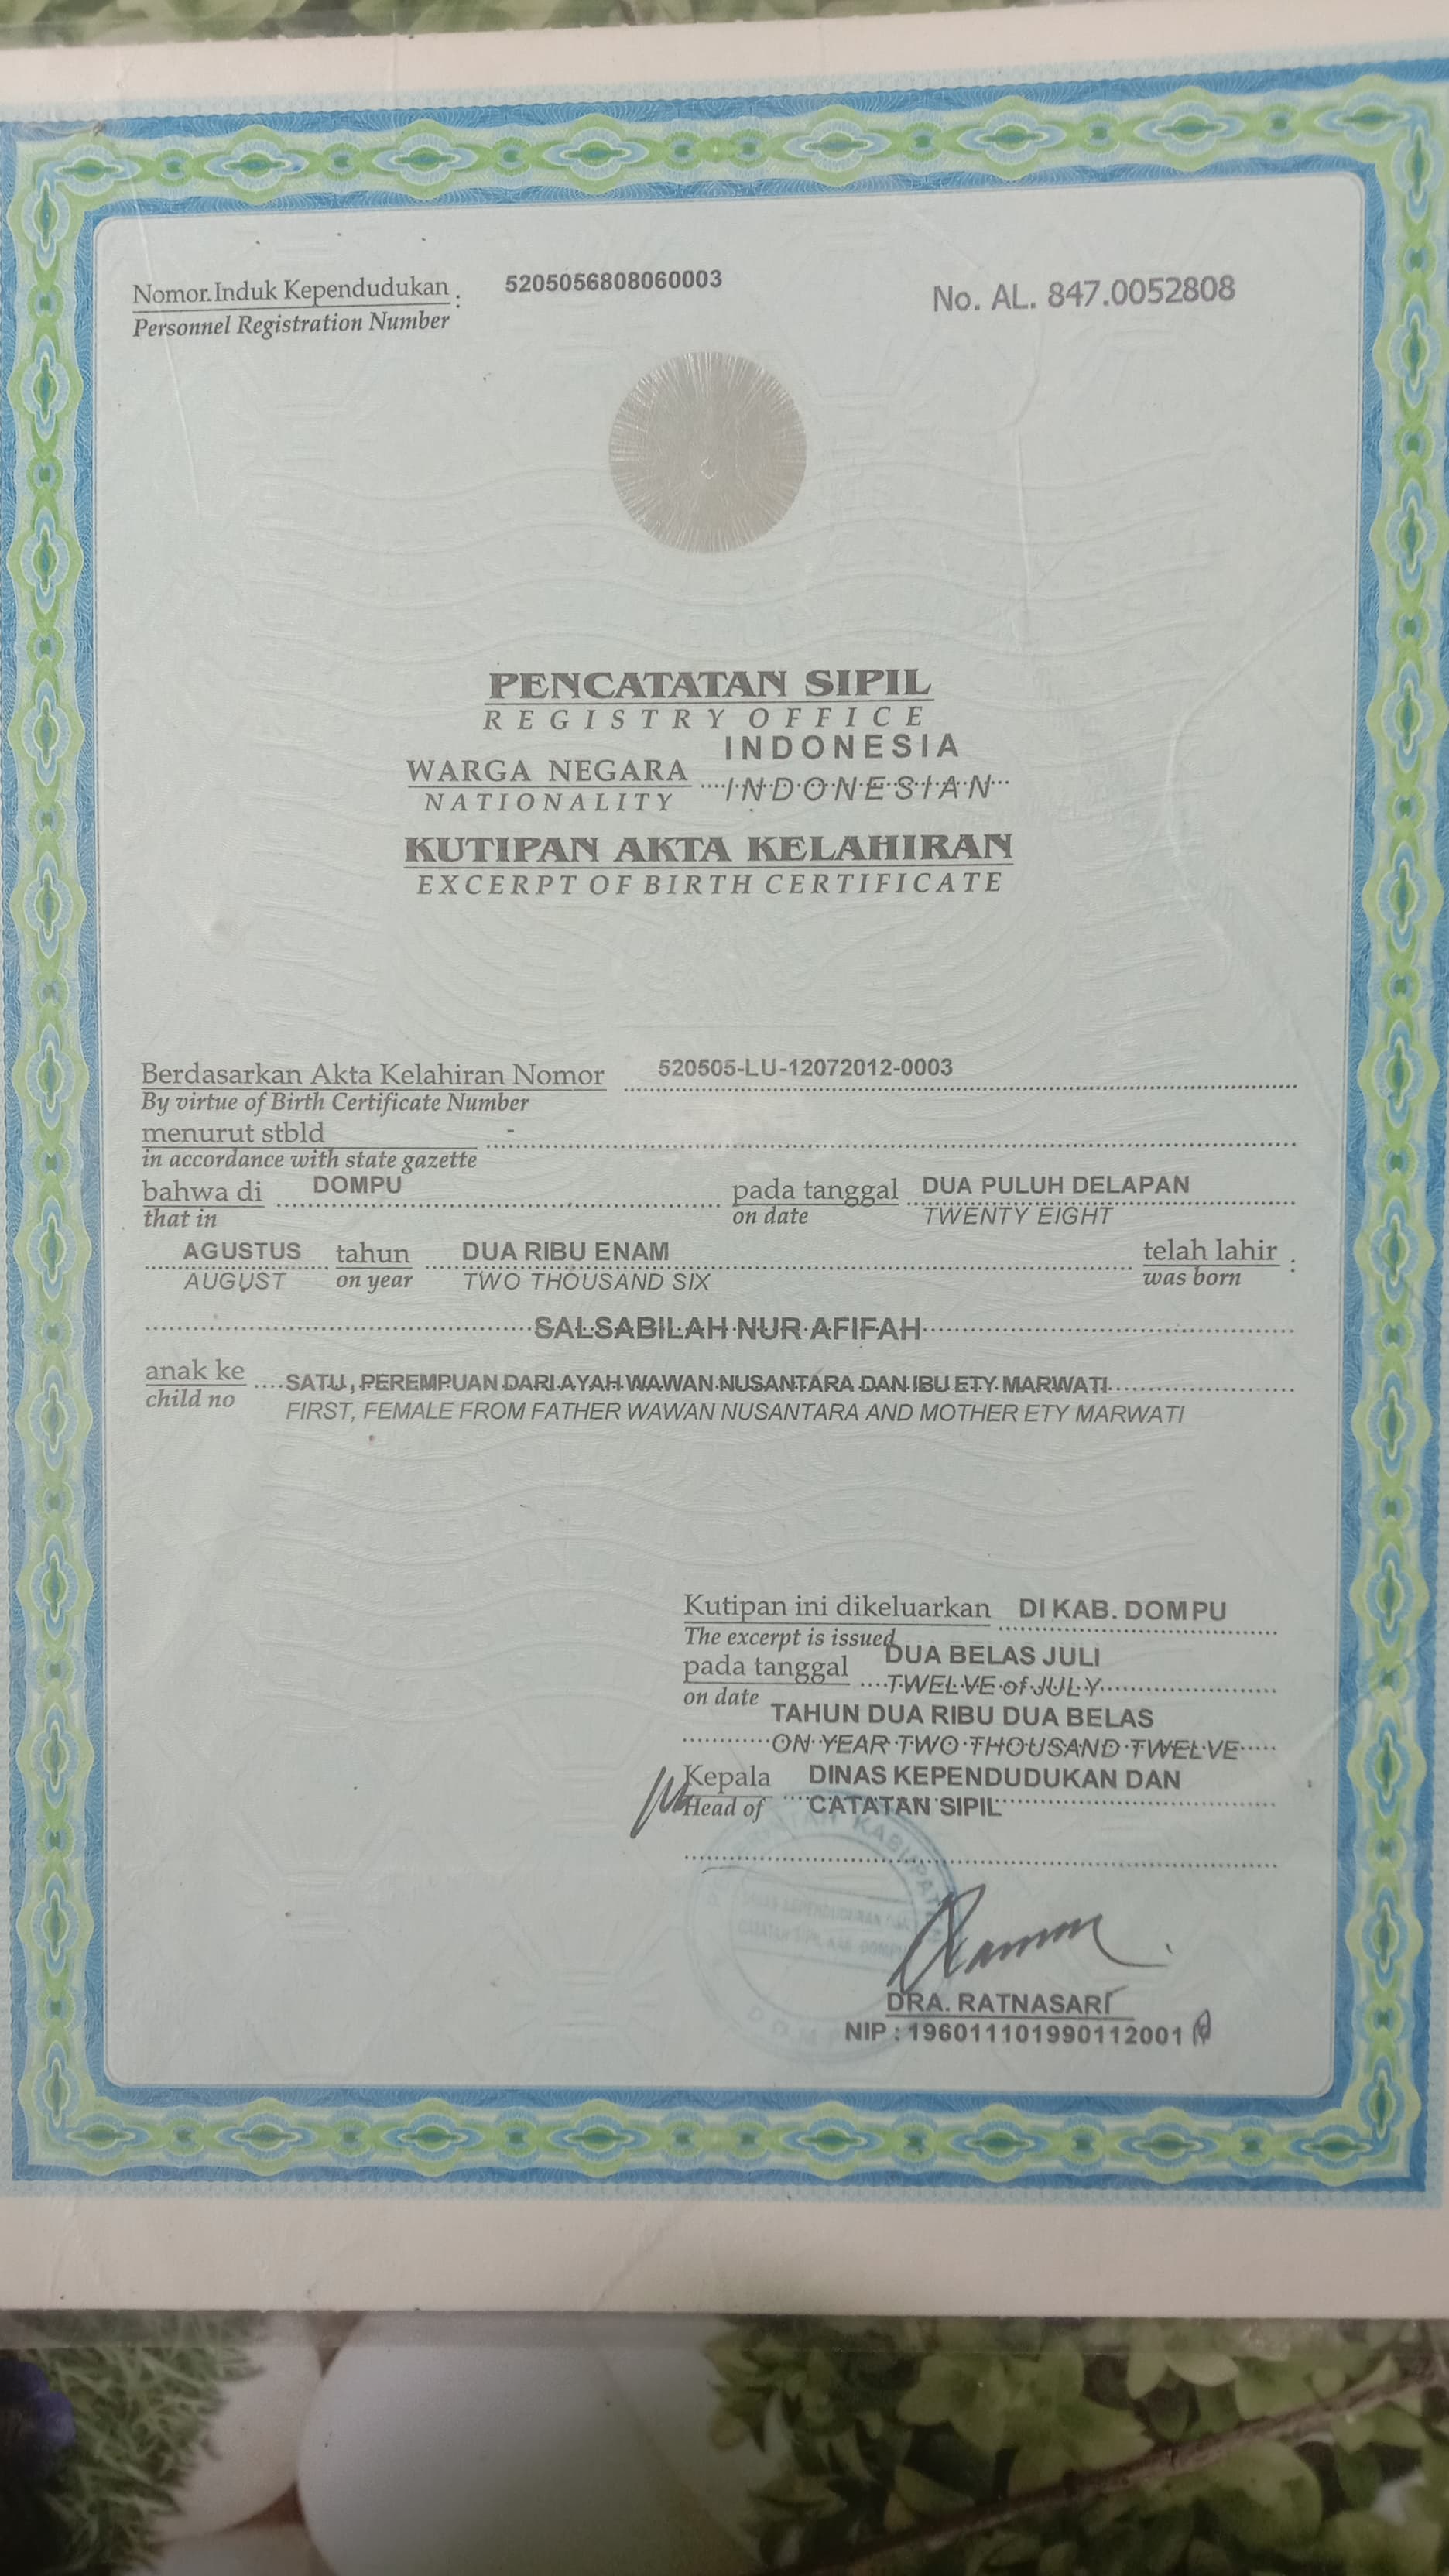 Nomor Induk Kependudukan : 5205056808060003 No. AL. 847.0052808
Personnel Registration Number
PENCATATAN SIPIL
REGISTRY OFFICE
INDONESIA
WARGA NEGARA INDONESIAN
NATIONALITY
KUTIPAN AKTA KELAHIRAN
EXCERPT OF BIRTH CERTIFICATE
Berdasarkan Akta Kelahiran Nomor 520505-LU-12072012-0003
By virtue of Birth Certificate Number
menurut stbld -
in accordance with state gazette
bahwa di DOMPU pada tanggal DUA PULUH DELAPAN
that in on date TWENTY EIGHT
AGUSTUS tahun DUA RIBU ENAM telah lahir :
AUGUST on year TWO THOUSAND SIX was born
SALSABILAH NUR AFIFAH
anak ke SATU, PEREMPUAN DARI AYAH WAWAN NUSANTARA DAN IBU ETY MARWATI
child no FIRST, FEMALE FROM FATHER WAWAN NUSANTARA AND MOTHER ETY MARWATI
Kutipan ini dikeluarkan DI KAB. DOMPU
The excerpt is issued
DUA BELAS JULI
pada tanggal TWELVE of JULY
on date
TAHUN DUA RIBU DUA BELAS
ON YEAR TWO THOUSAND TWELVE
Kepala DINAS KEPENDUDUKAN DAN
Head of CATATAN SIPIL
DRA. RATNASARI
NIP : 196011101990112001